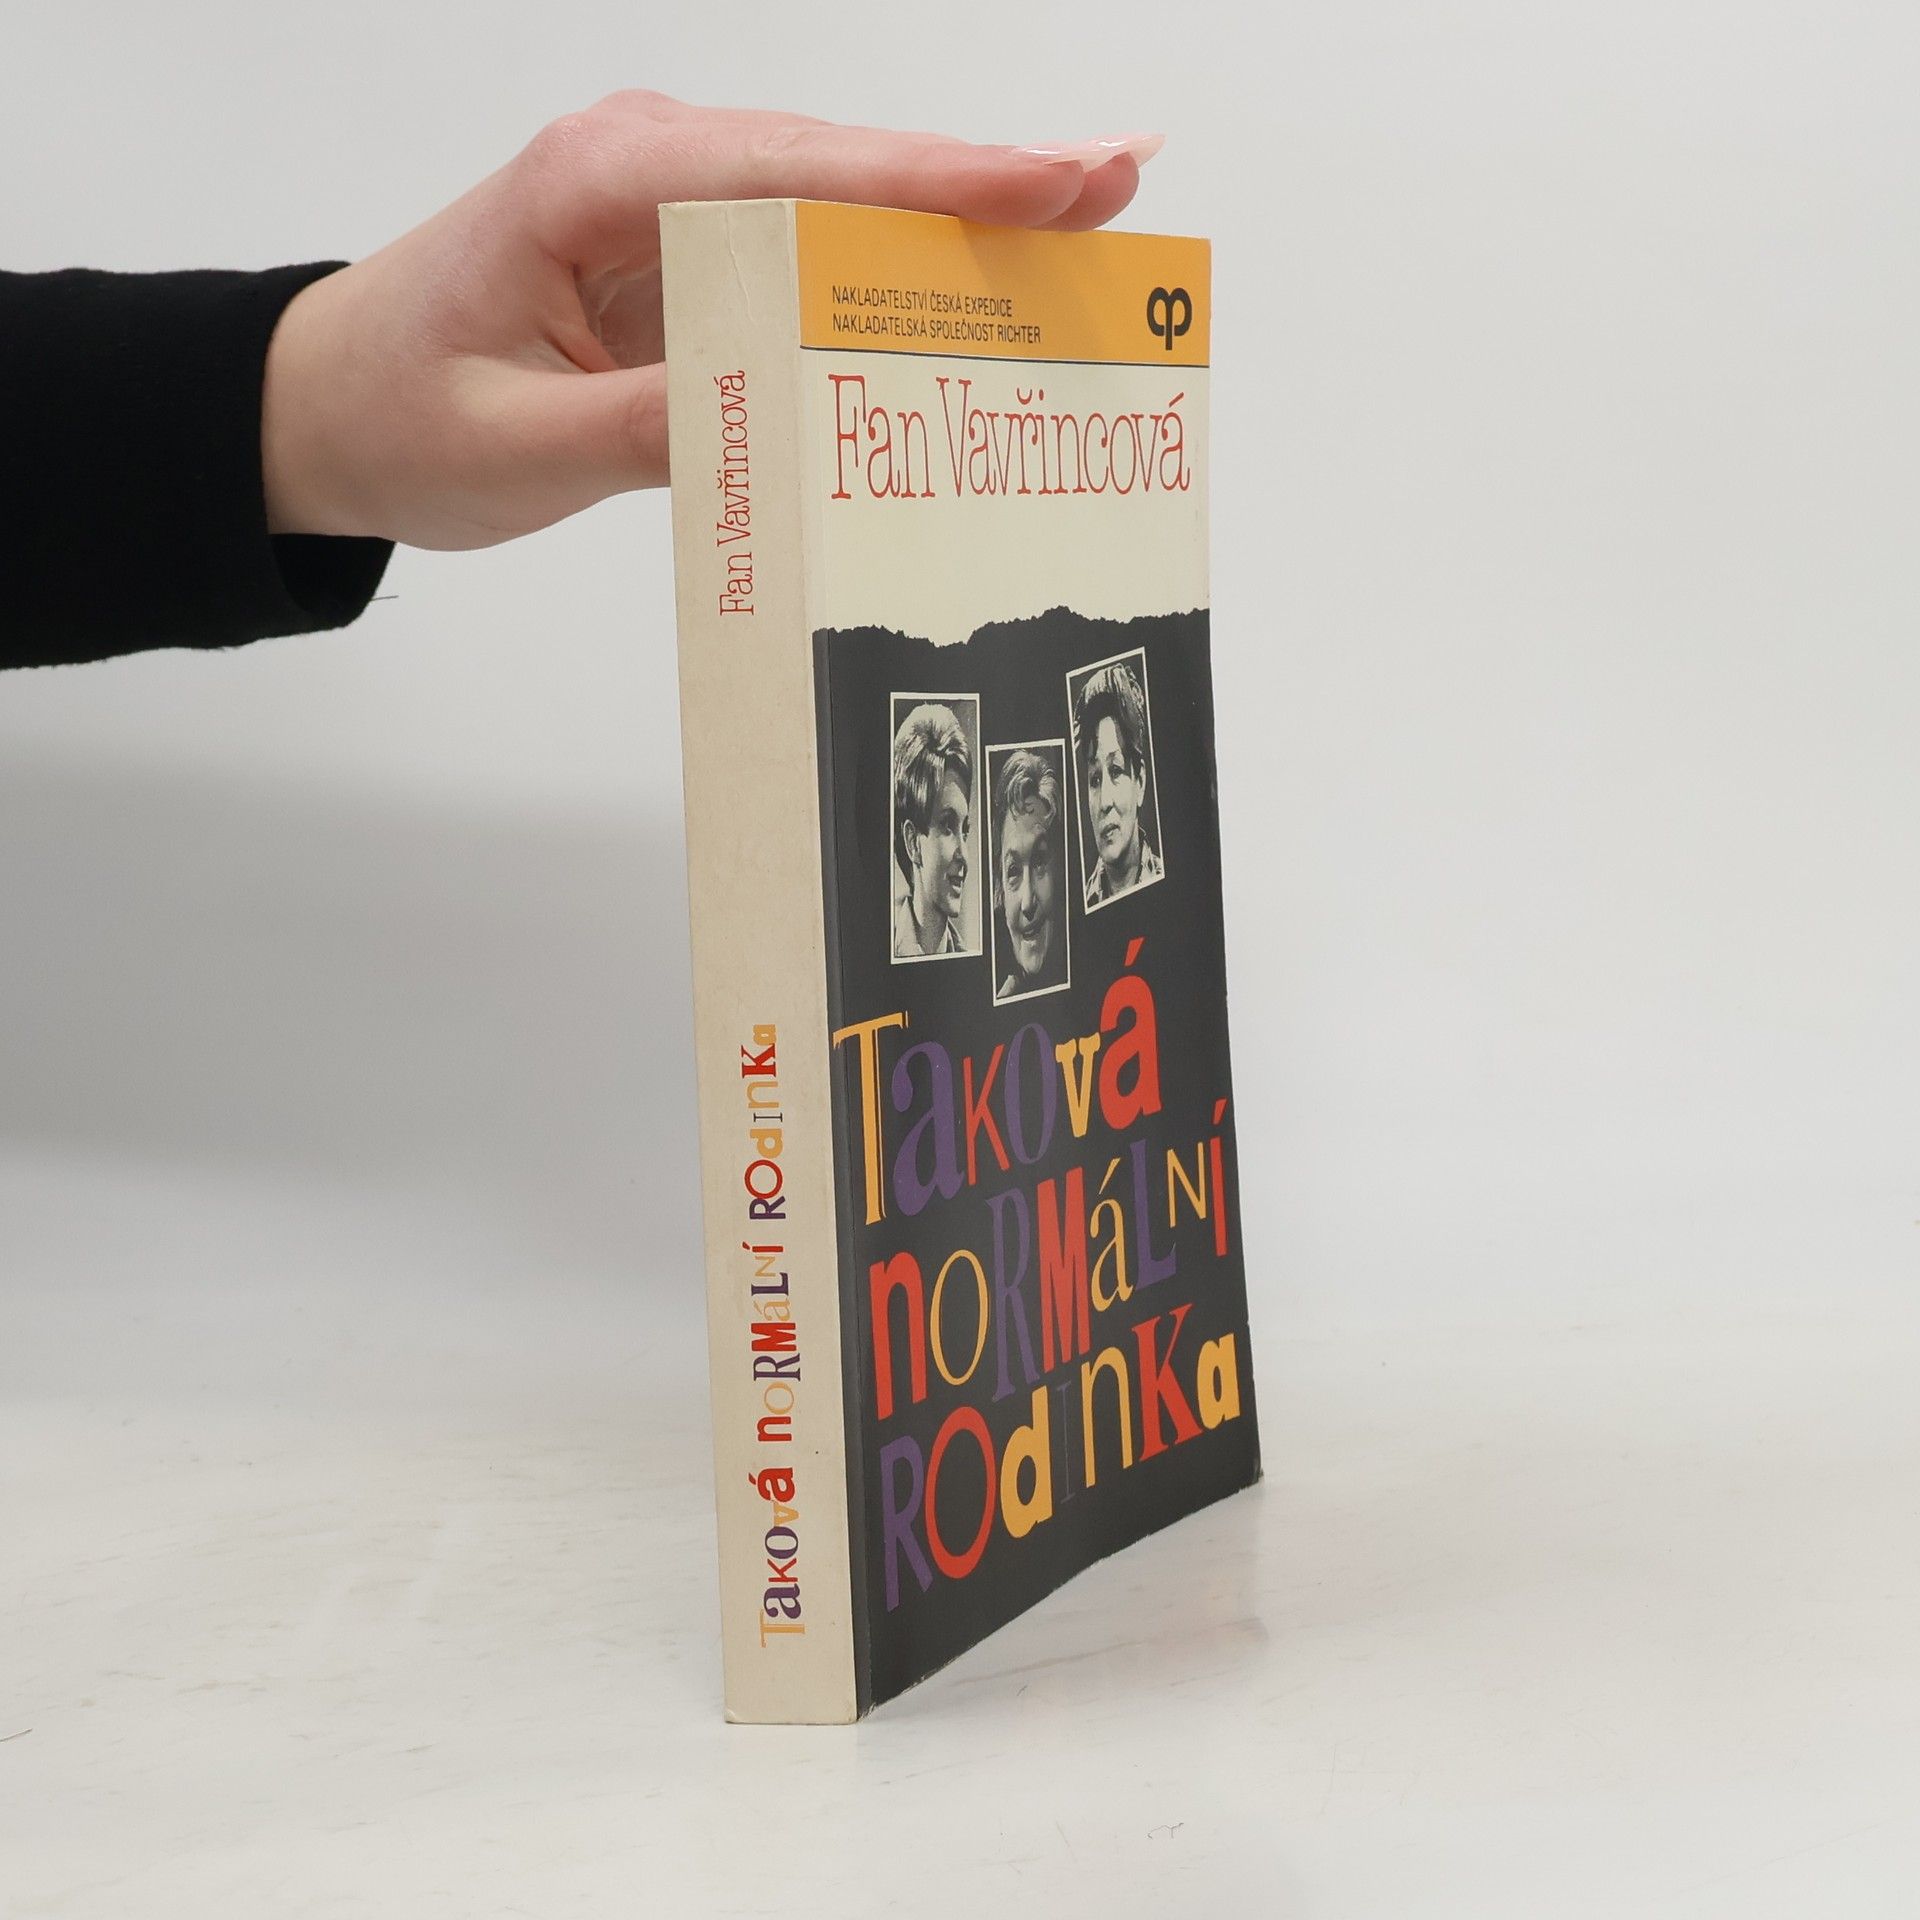 Fan Vavřincová
Taková noRMáLNÍ RodINKa
NAKLADATELSTVÍ ČESKÁ EXPEDICE
NAKLADATELSKÁ SPOLEČNOST RICHTER
Fan Vavřincová
TaKOvá
noRMáLNÍ
ROdINKa